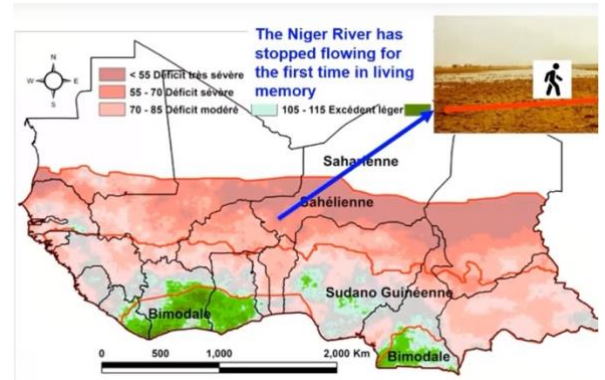 The Niger River has
stopped flowing for
the first time in living
memory
N
W
E
S
< 55 Déficit très sévère
55 - 70 Déficit sévère
70 - 85 Déficit modéré
105 - 115 Excédent léger
Saharienne
Sahélienne
Sudano Guinéenne
Bimodale
Bimodale
0
500
1,000
2,000 Km